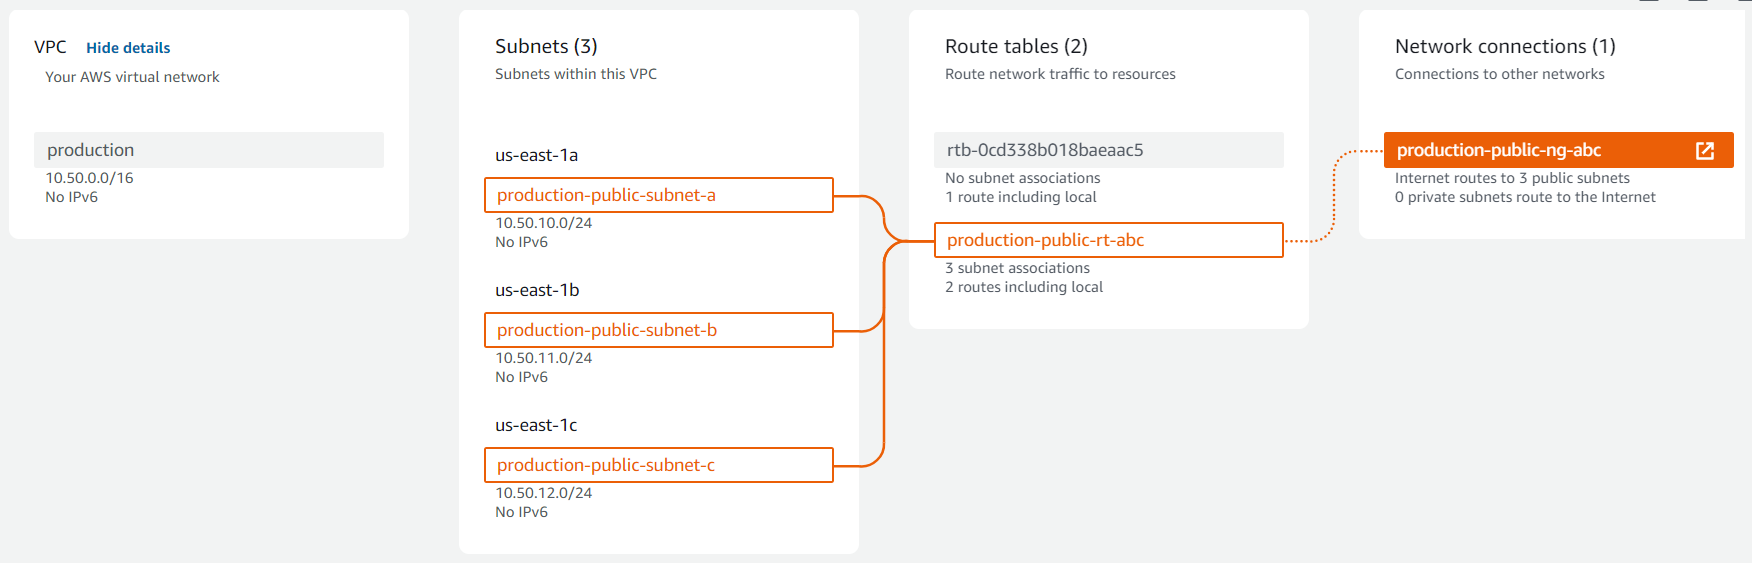 VPC Hide details
Your AWS virtual network
production
10.50.0.0/16
No IPv6
Subnets (3)
Subnets within this VPC
us-east-1a
production-public-subnet-a
10.50.10.0/24
No IPv6
us-east-1b
production-public-subnet-b
10.50.11.0/24
No IPv6
us-east-1c
production-public-subnet-c
10.50.12.0/24
No IPv6
Route tables (2)
Route network traffic to resources
rtb-0cd338b018baeaac5
No subnet associations
1 route including local
production-public-rt-abc
3 subnet associations
2 routes including local
Network connections (1)
Connections to other networks
production-public-ng-abc
Internet routes to 3 public subnets
0 private subnets route to the Internet